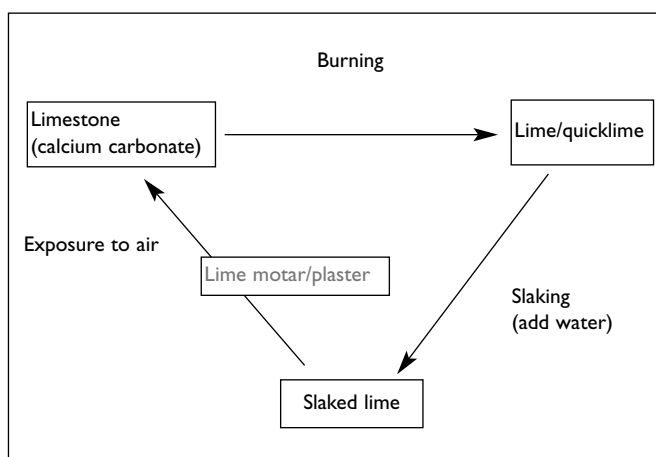 Burning
Limestone
(calcium carbonate)
Lime/quicklime
Exposure to air
Lime motar/plaster
Slaking
(add water)
Slaked lime